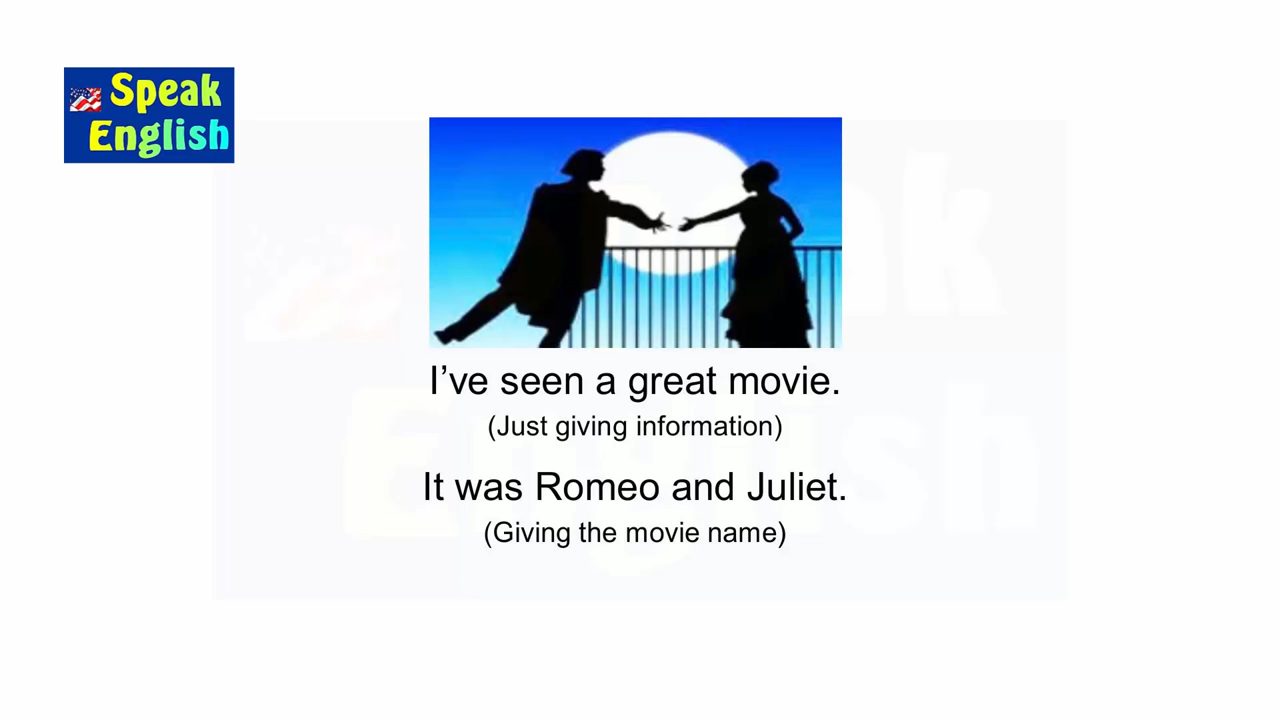 Speak
English
I’ve seen a great movie.
(Just giving information)
It was Romeo and Juliet.
(Giving the movie name)